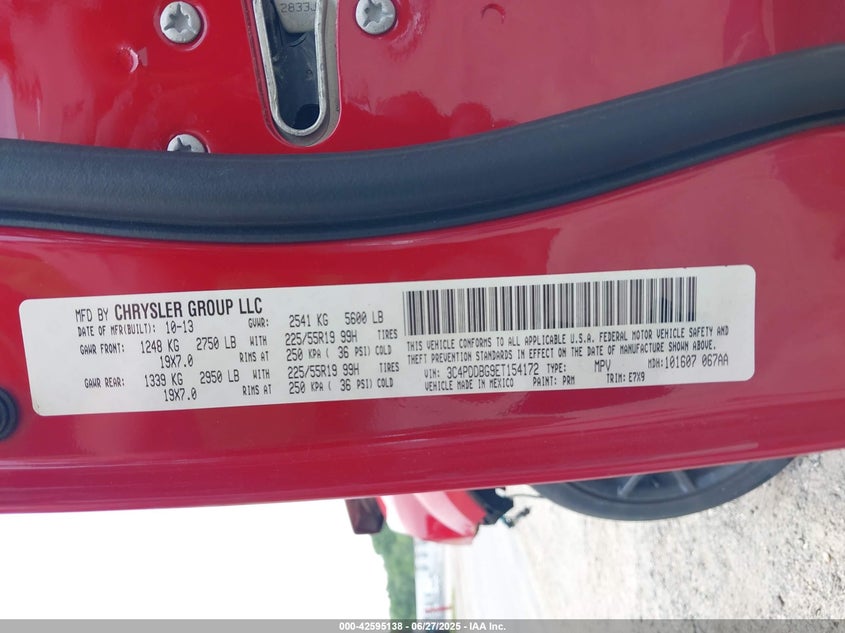 2833J
MFD BY CHRYSLER GROUP LLC
DATE OF MFR(BUILT): 10-13 GVWR: 2541 KG 5600 LB
GAWR FRONT: 1248 KG 2750 LB WITH 225/55R19 99H TIRES
19X7.0 RIMS AT 250 KPA ( 36 PSI) COLD
GAWR REAR: 1339 KG 2950 LB WITH 225/55R19 99H TIRES
19X7.0 RIMS AT 250 KPA ( 36 PSI) COLD
THIS VEHICLE CONFORMS TO ALL APPLICABLE U.S.A. FEDERAL MOTOR VEHICLE SAFETY AND
THEFT PREVENTION STANDARDS IN EFFECT ON THE DATE OF MANUFACTURE SHOWN ABOVE.
VIN: 3C4PDDBG9ET154172 TYPE: MPV MDH: 101607 067AA
VEHICLE MADE IN MEXICO PAINT: PRM TRIM: E7X9
000-42595138 - 06/27/2025 - IAA Inc.